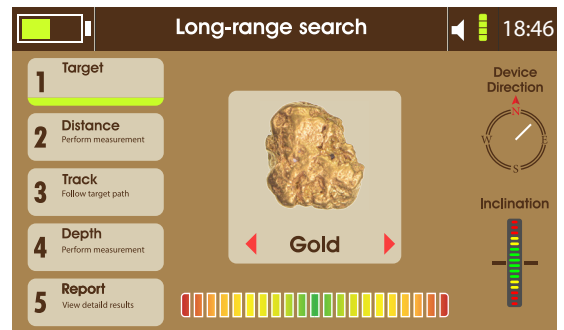 Long-range search
18:46
1
Target
2
Distance
Perform measurement
3
Track
Follow target path
4
Depth
Perform measurement
5
Report
View detaild results
Gold
Device
Direction
N
W
E
S
Inclination